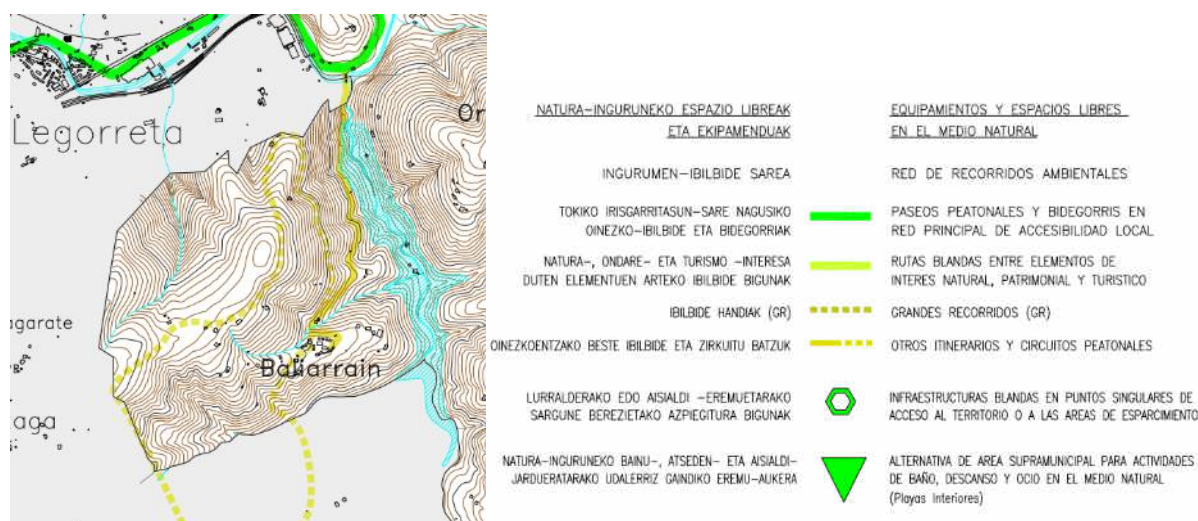 Legorreta
Or
agarate
aga
Baliarrain
NATURA-INGURUNEKO ESPAZIO LIBREAK
ETA EKIPAMENDUAK
EQUIPAMIENTOS Y ESPACIOS LIBRES
EN EL MEDIO NATURAL
INGURUMEN-IBILBIDE SAREA
RED DE RECORRIDOS AMBIENTALES
TOKIKO IRISGARRITASUN-SARE NAGUSIKO
OINEZKO-IBILBIDE ETA BIDEGORRIAK
PASEOS PEATONALES Y BIDEGORRIS EN
RED PRINCIPAL DE ACCESIBILIDAD LOCAL
NATURA-, ONDARE- ETA TURISMO -INTERESA
DUTEN ELEMENTUEN ARTEKO IBILBIDE BIGUNAK
RUTAS BLANDAS ENTRE ELEMENTOS DE
INTERES NATURAL, PATRIMONIAL Y TURISTICO
IBILBIDE HANDIAK (GR)
GRANDES RECORRIDOS (GR)
OINEZKOENTZAKO BESTE IBILBIDE ETA ZIRKUITU BATZUK
OTROS ITINERARIOS Y CIRCUITOS PEATONALES
LURRALDERAKO EDO AISIALDI -EREMUETARAKO
SARGUNE BEREZIETAKO AZPIEGITURA BIGUNAK
INFRAESTRUCTURAS BLANDAS EN PUNTOS SINGULARES DE
ACCESO AL TERRITORIO O A LAS AREAS DE ESPARCIMIENTO
NATURA-INGURUNEKO BAINU-, ATSEDEN- ETA AISIALDI-
JARDUERATARAKO UDALERRIZ GAINDIKO EREMU-AUKERA
ALTERNATIVA DE AREA SUPRAMUNICIPAL PARA ACTIVIDADES
DE BAÑO, DESCANSO Y OCIO EN EL MEDIO NATURAL
(Playas Interiores)